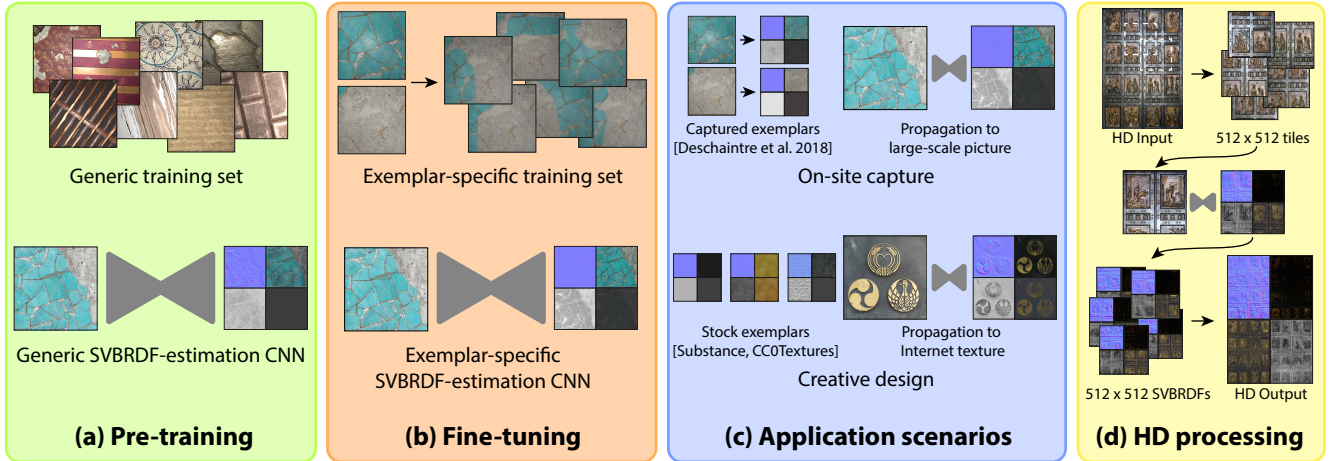 Generic training set
Generic SVBRDF-estimation CNN
(a) Pre-training
Exemplar-specific training set
Exemplar-specific
SVBRDF-estimation CNN
(b) Fine-tuning
Captured exemplars
[Deschaintre et al. 2018]
Propagation to
large-scale picture
On-site capture
Stock exemplars
[Substance, CC0Textures]
Propagation to
Internet texture
Creative design
(c) Application scenarios
HD Input
512 x 512 tiles
512 x 512 SVBRDFs
HD Output
(d) HD processing